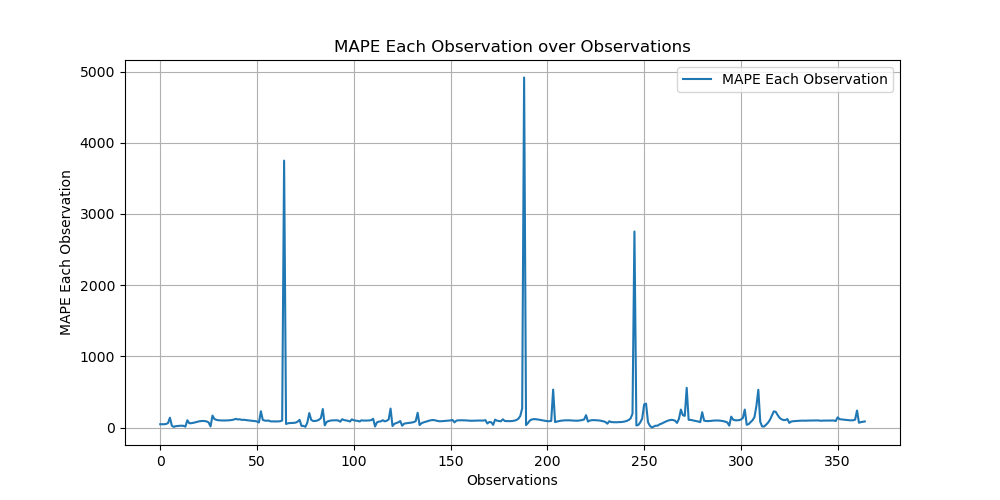 MAPE Each Observation over Observations
MAPE Each Observation
5000
4000
3000
2000
1000
0
MAPE Each Observation
0 50 100 150 200 250 300 350
Observations